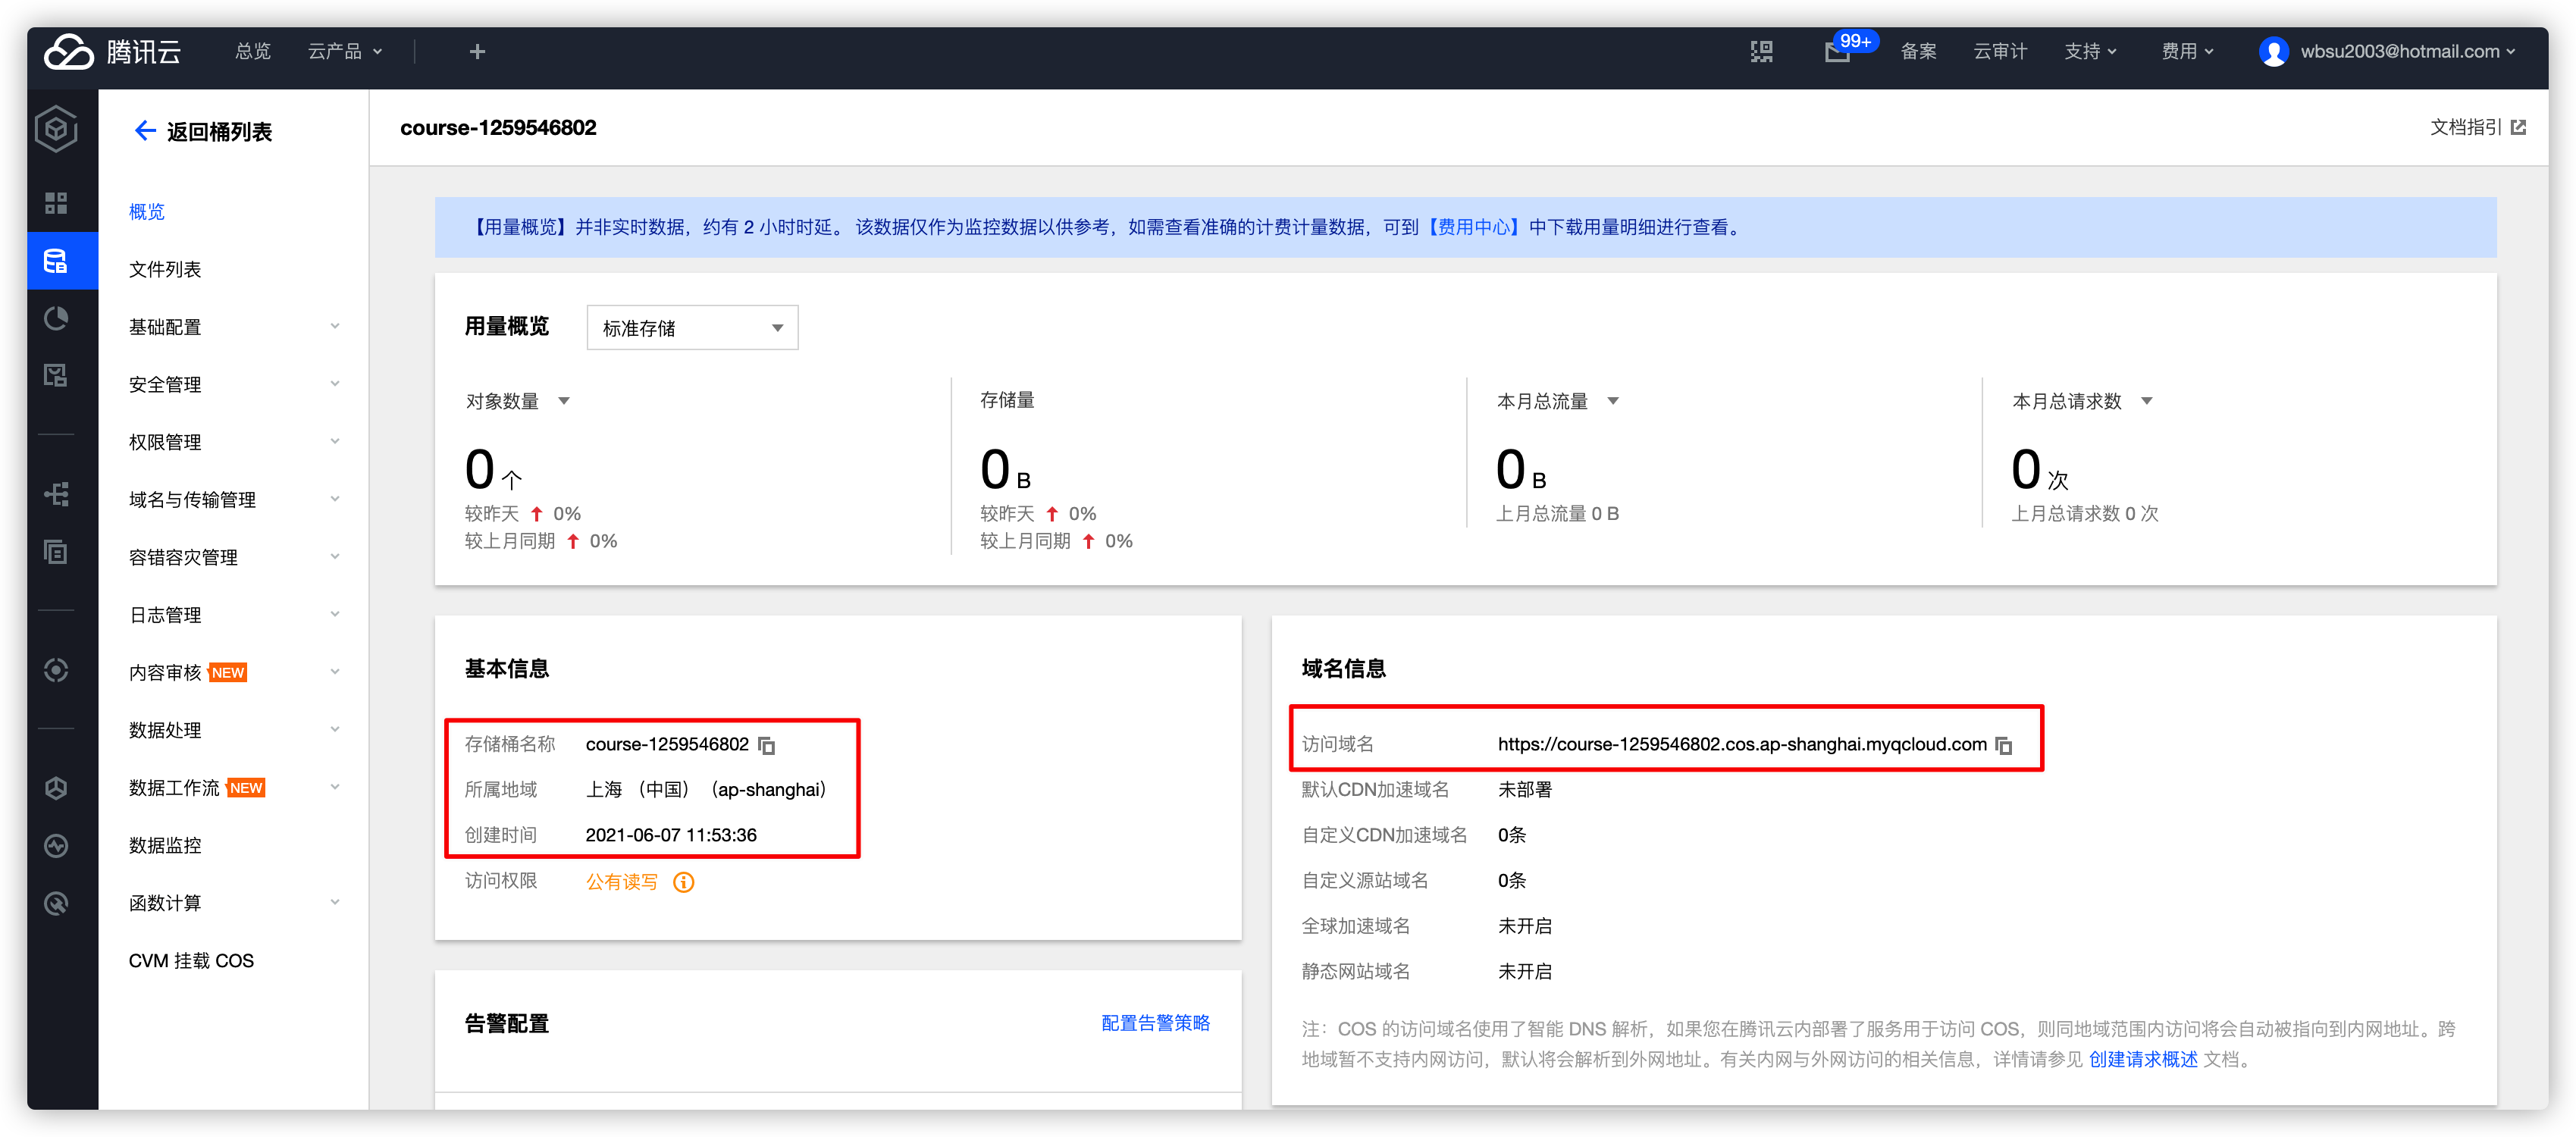 腾讯云 总览 云产品 99+ 备案 云审计 支持 费用 wbsu2003@hotmail.com
返回桶列表
概览
文件列表
基础配置
安全管理
权限管理
域名与传输管理
容错容灾管理
日志管理
内容审核 NEW
数据处理
数据工作流 NEW
数据监控
函数计算
CVM 挂载 COS
course-1259546802
文档指引
【用量概览】并非实时数据，约有 2 小时时延。 该数据仅作为监控数据以供参考，如需查看准确的计费计量数据，可到【费用中心】中下载用量明细进行查看。
用量概览 标准存储
对象数量
0 个
较昨天 0%
较上月同期 0%
存储量
0 B
较昨天 0%
较上月同期 0%
本月总流量
0 B
上月总流量 0 B
本月总请求数
0 次
上月总请求数 0 次
基本信息
存储桶名称 course-1259546802
所属地域 上海 （中国）（ap-shanghai）
创建时间 2021-06-07 11:53:36
访问权限 公有读写
告警配置 配置告警策略
域名信息
访问域名 https://course-1259546802.cos.ap-shanghai.myqcloud.com
默认CDN加速域名 未部署
自定义CDN加速域名 0条
自定义源站域名 0条
全球加速域名 未开启
静态网站域名 未开启
注：COS 的访问域名使用了智能 DNS 解析，如果您在腾讯云内部署了服务用于访问 COS，则同地域范围内访问将会自动被指向到内网地址。跨
地域暂不支持内网访问，默认将会解析到外网地址。有关内网与外网访问的相关信息，详情请参见 创建请求概述 文档。